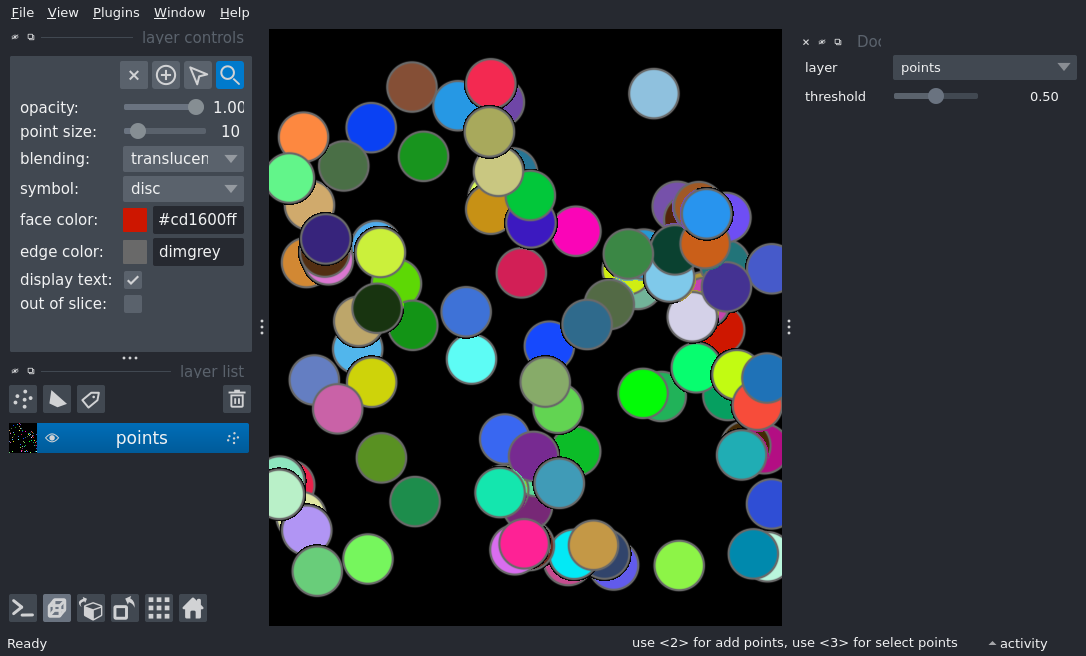 File View Plugins Window Help
layer controls
opacity: 1.00
point size: 10
blending: translucen
symbol: disc
face color: #cd1600ff
edge color: dimgrey
display text:
out of slice:
layer list
points
Doc
layer points
threshold 0.50
Ready
use <2> for add points, use <3> for select points
activity